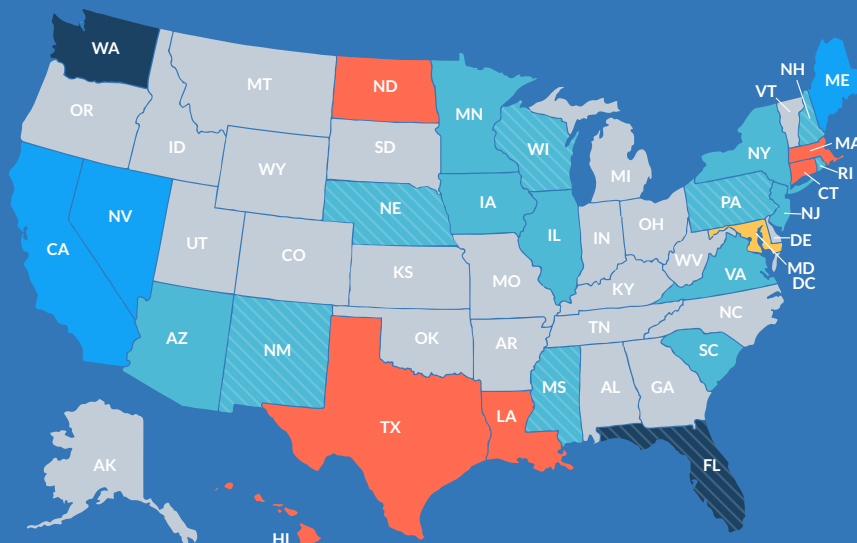 WA
MT
ND
MN
OR
ID
WY
SD
WI
MI
NH
VT
ME
NY
MA
RI
CT
NV
CA
UT
CO
NE
IA
IL
IN
OH
PA
NJ
DE
MD
DC
WV
VA
KS
MO
KY
NC
AZ
NM
OK
AR
TN
SC
TX
LA
MS
AL
GA
FL
AK
HI